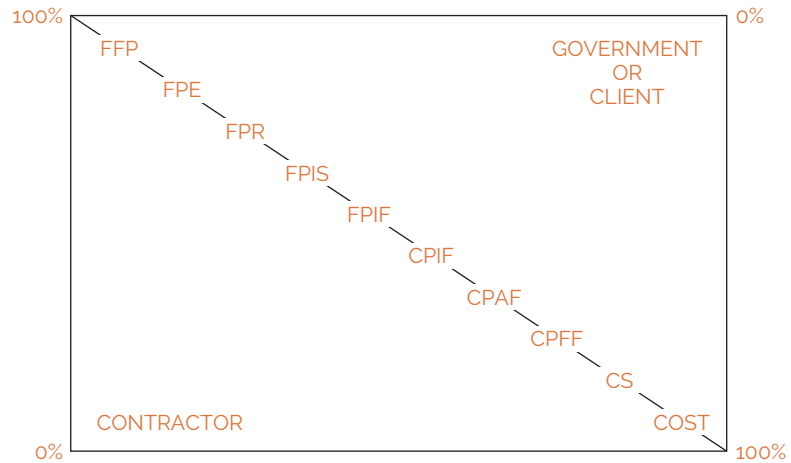 100%
0%
FFP
GOVERNMENT
OR
CLIENT
FPE
FPR
FPIS
FPIF
CPIF
CPAF
CPFF
CS
CONTRACTOR
COST
0%
100%